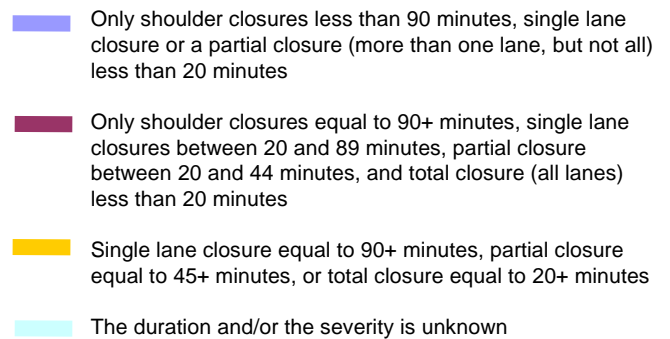 Only shoulder closures less than 90 minutes, single lane
closure or a partial closure (more than one lane, but not all)
less than 20 minutes
Only shoulder closures equal to 90+ minutes, single lane
closures between 20 and 89 minutes, partial closure
between 20 and 44 minutes, and total closure (all lanes)
less than 20 minutes
Single lane closure equal to 90+ minutes, partial closure
equal to 45+ minutes, or total closure equal to 20+ minutes
The duration and/or the severity is unknown